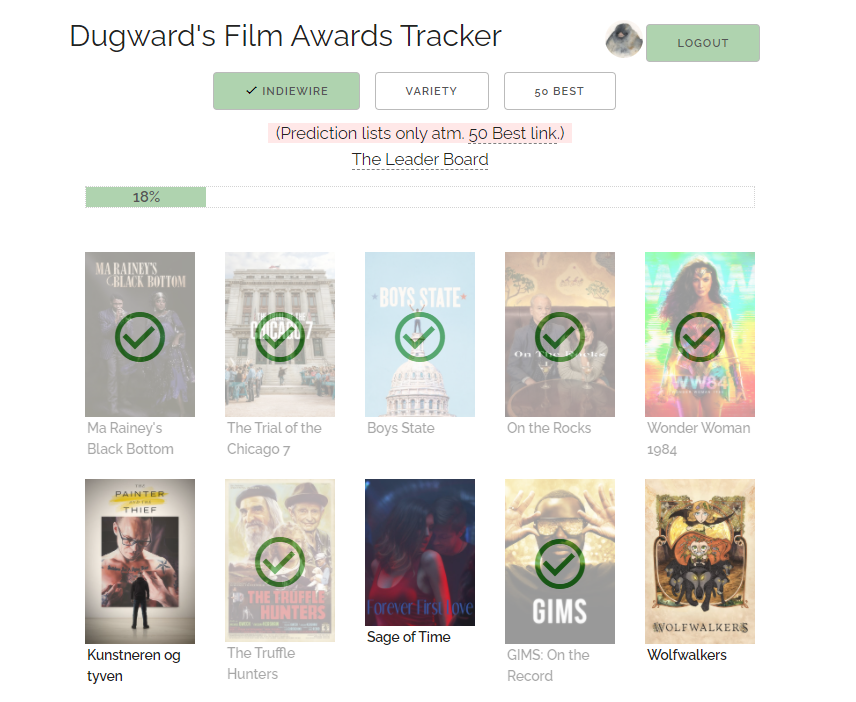 Dugward's Film Awards Tracker
LOGOUT
INDIEWIRE
VARIETY
50 BEST
(Prediction lists only atm. 50 Best link.)
The Leader Board
18%
MA RAINEY'S
BLACK BOTTOM
CHICAGO 7
BOYS STATE
On The Rocks
WW84
Ma Rainey's
Black Bottom
The Trial of the
Chicago 7
Boys State
On the Rocks
Wonder Woman
1984
THE
PAINTER
AND THE
THIEF
THE TRUFFLE
HUNTERS
Forever First Love
GIMS
WOLFWALKERS
Kunstneren og
tyven
The Truffle
Hunters
Sage of Time
GIMS: On the
Record
Wolfwalkers